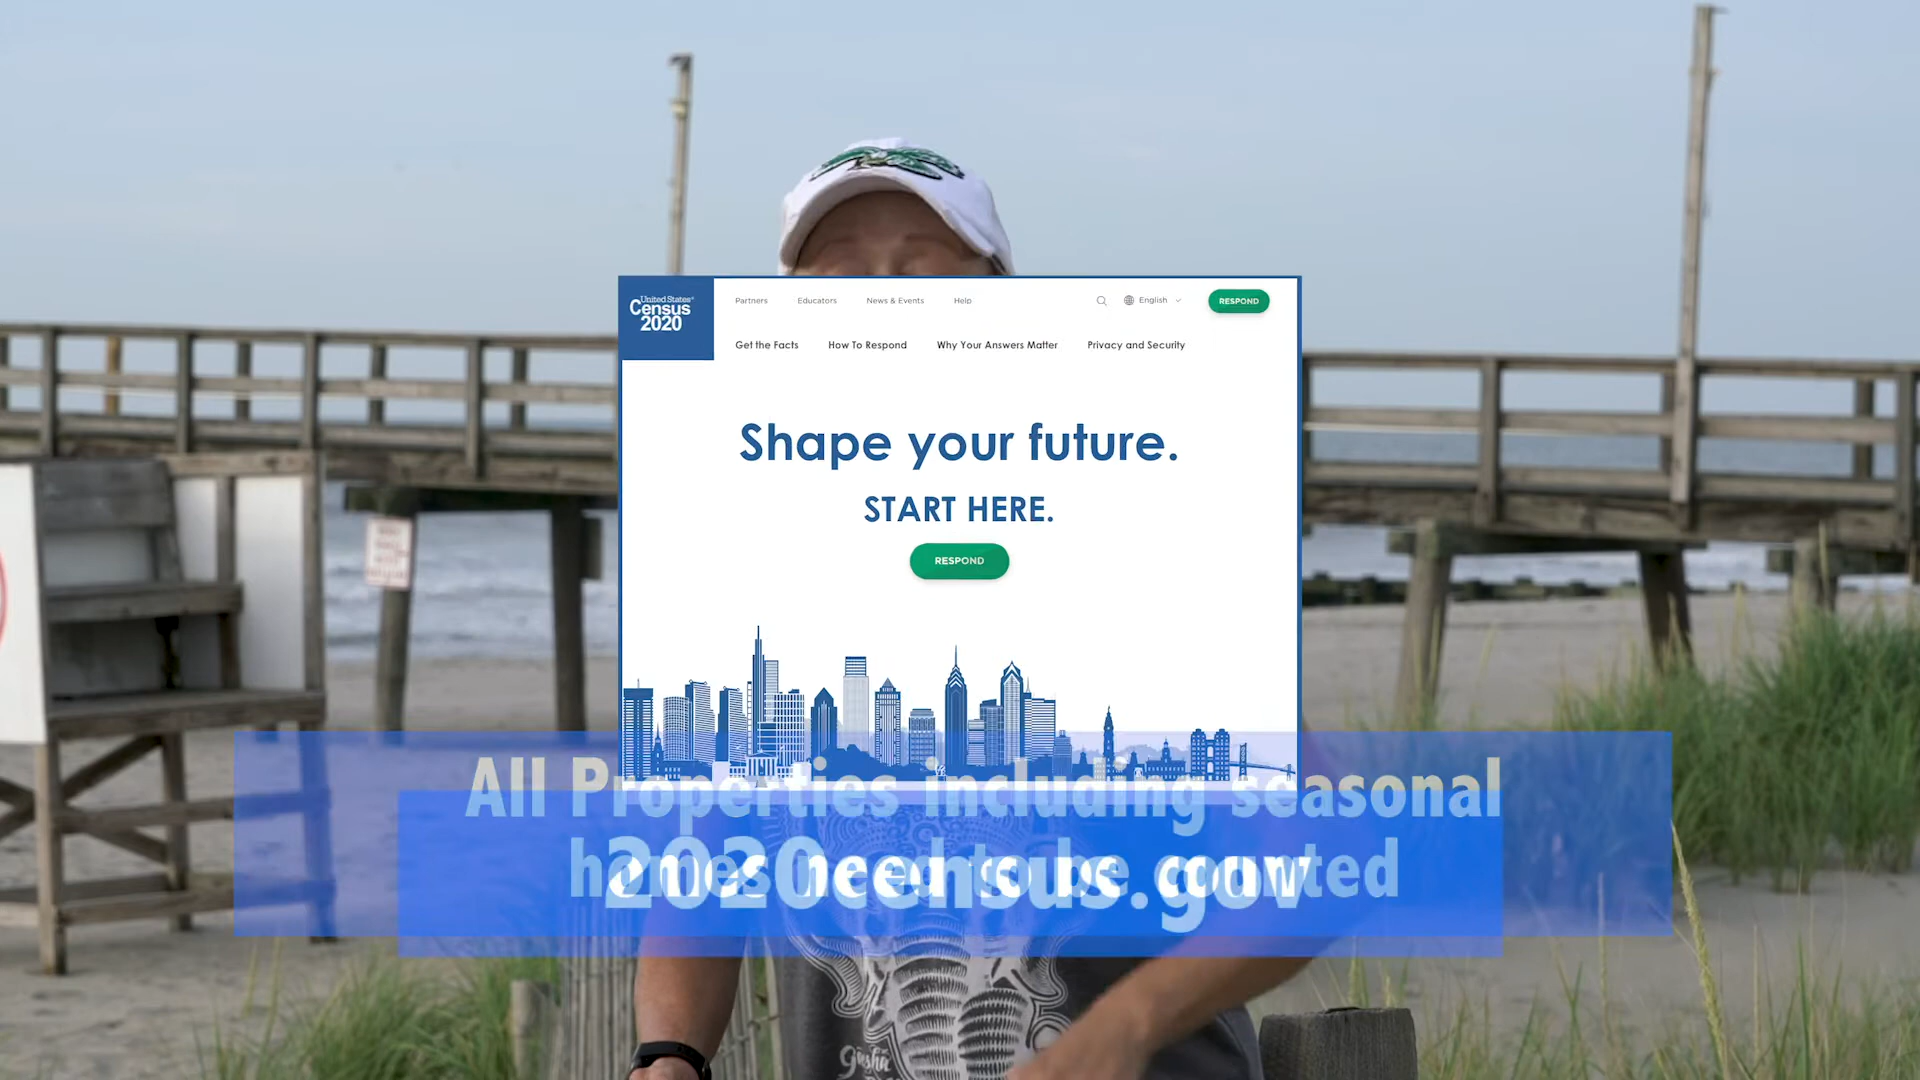 United States®
Census
2020
Partners
Educators
News & Events
Help
English
RESPOND
Get the Facts
How To Respond
Why Your Answers Matter
Privacy and Security
Shape your future.
START HERE.
RESPOND
All Properties including seasonal
homes need to be counted
2020census.gov